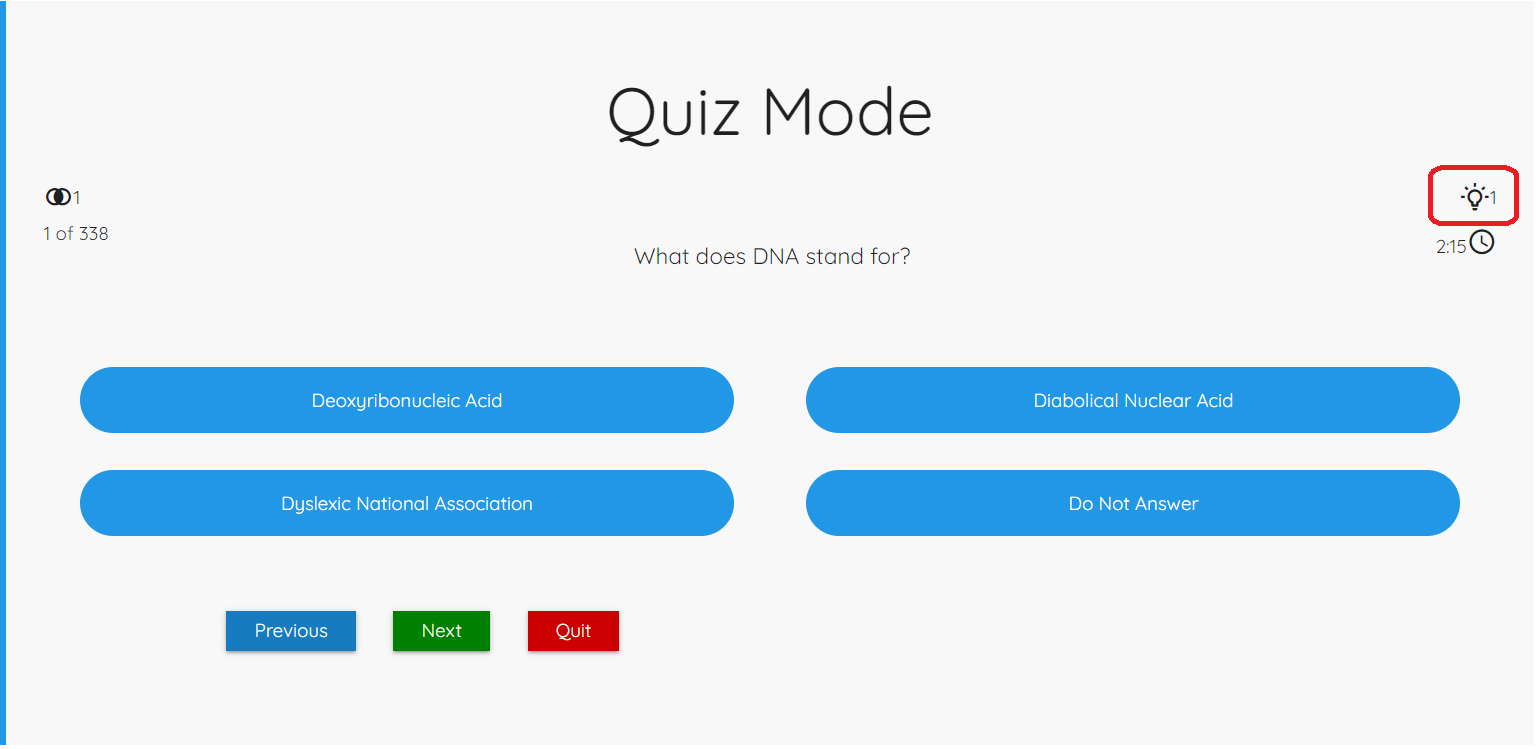 Quiz Mode
1
1
1 of 338
2:15
What does DNA stand for?
Deoxyribonucleic Acid
Diabolical Nuclear Acid
Dyslexic National Association
Do Not Answer
Previous
Next
Quit